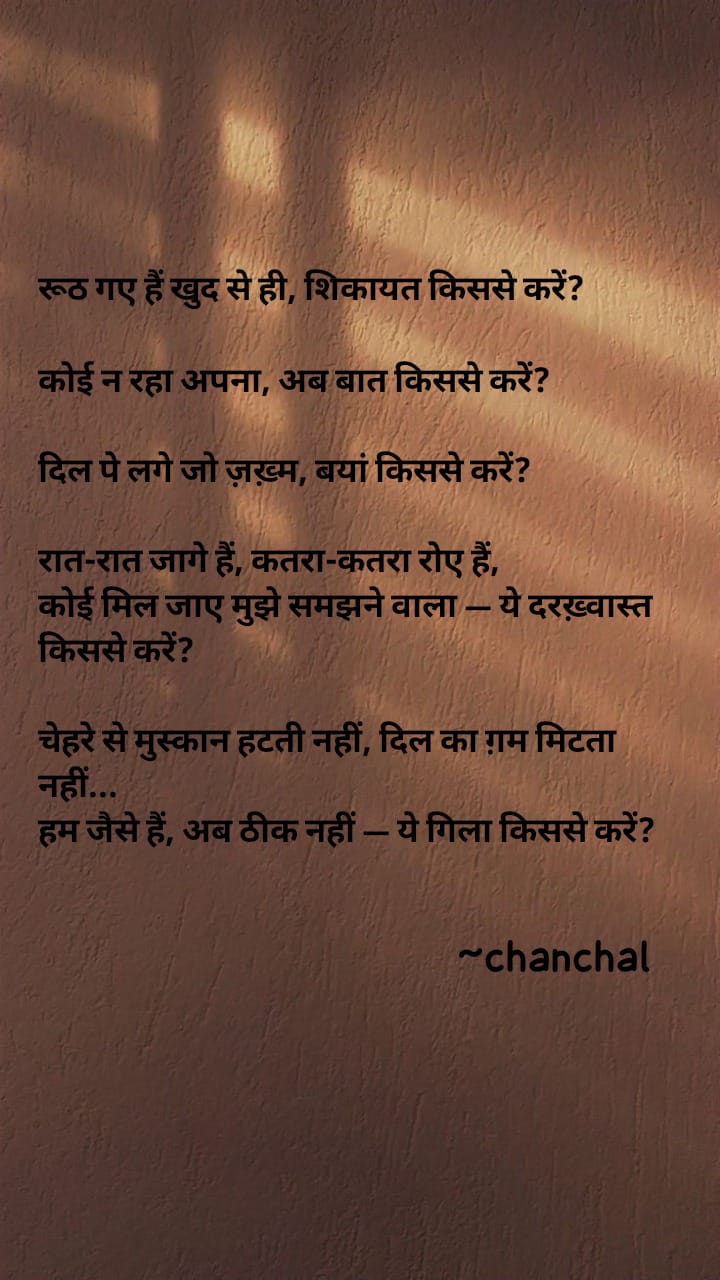 रूठ गए हैं खुद से ही, शिकायत किससे करें?
कोई न रहा अपना, अब बात किससे करें?
दिल पे लगे जो ज़ख़्म, बयां किससे करें?
रात-रात जागे हैं, कतरा-कतरा रोए हैं,
कोई मिल जाए मुझे समझने वाला — ये दरख़्वास्त
किससे करें?
चेहरे से मुस्कान हटती नहीं, दिल का ग़म मिटता
नहीं...
हम जैसे हैं, अब ठीक नहीं — ये गिला किससे करें?
~chanchal